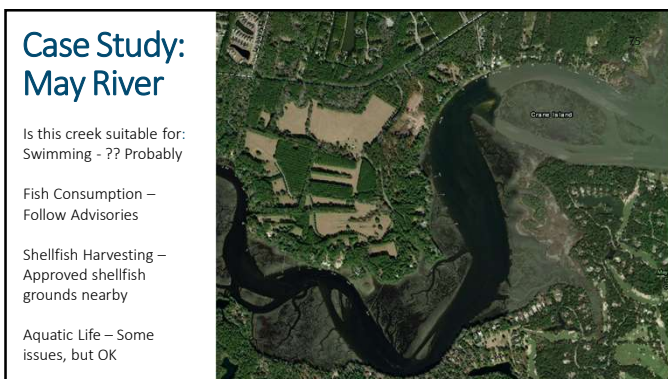 Case Study:
May River
Is this creek suitable for:
Swimming - ?? Probably
Fish Consumption –
Follow Advisories
Shellfish Harvesting –
Approved shellfish
grounds nearby
Aquatic Life – Some
issues, but OK
Crane Island